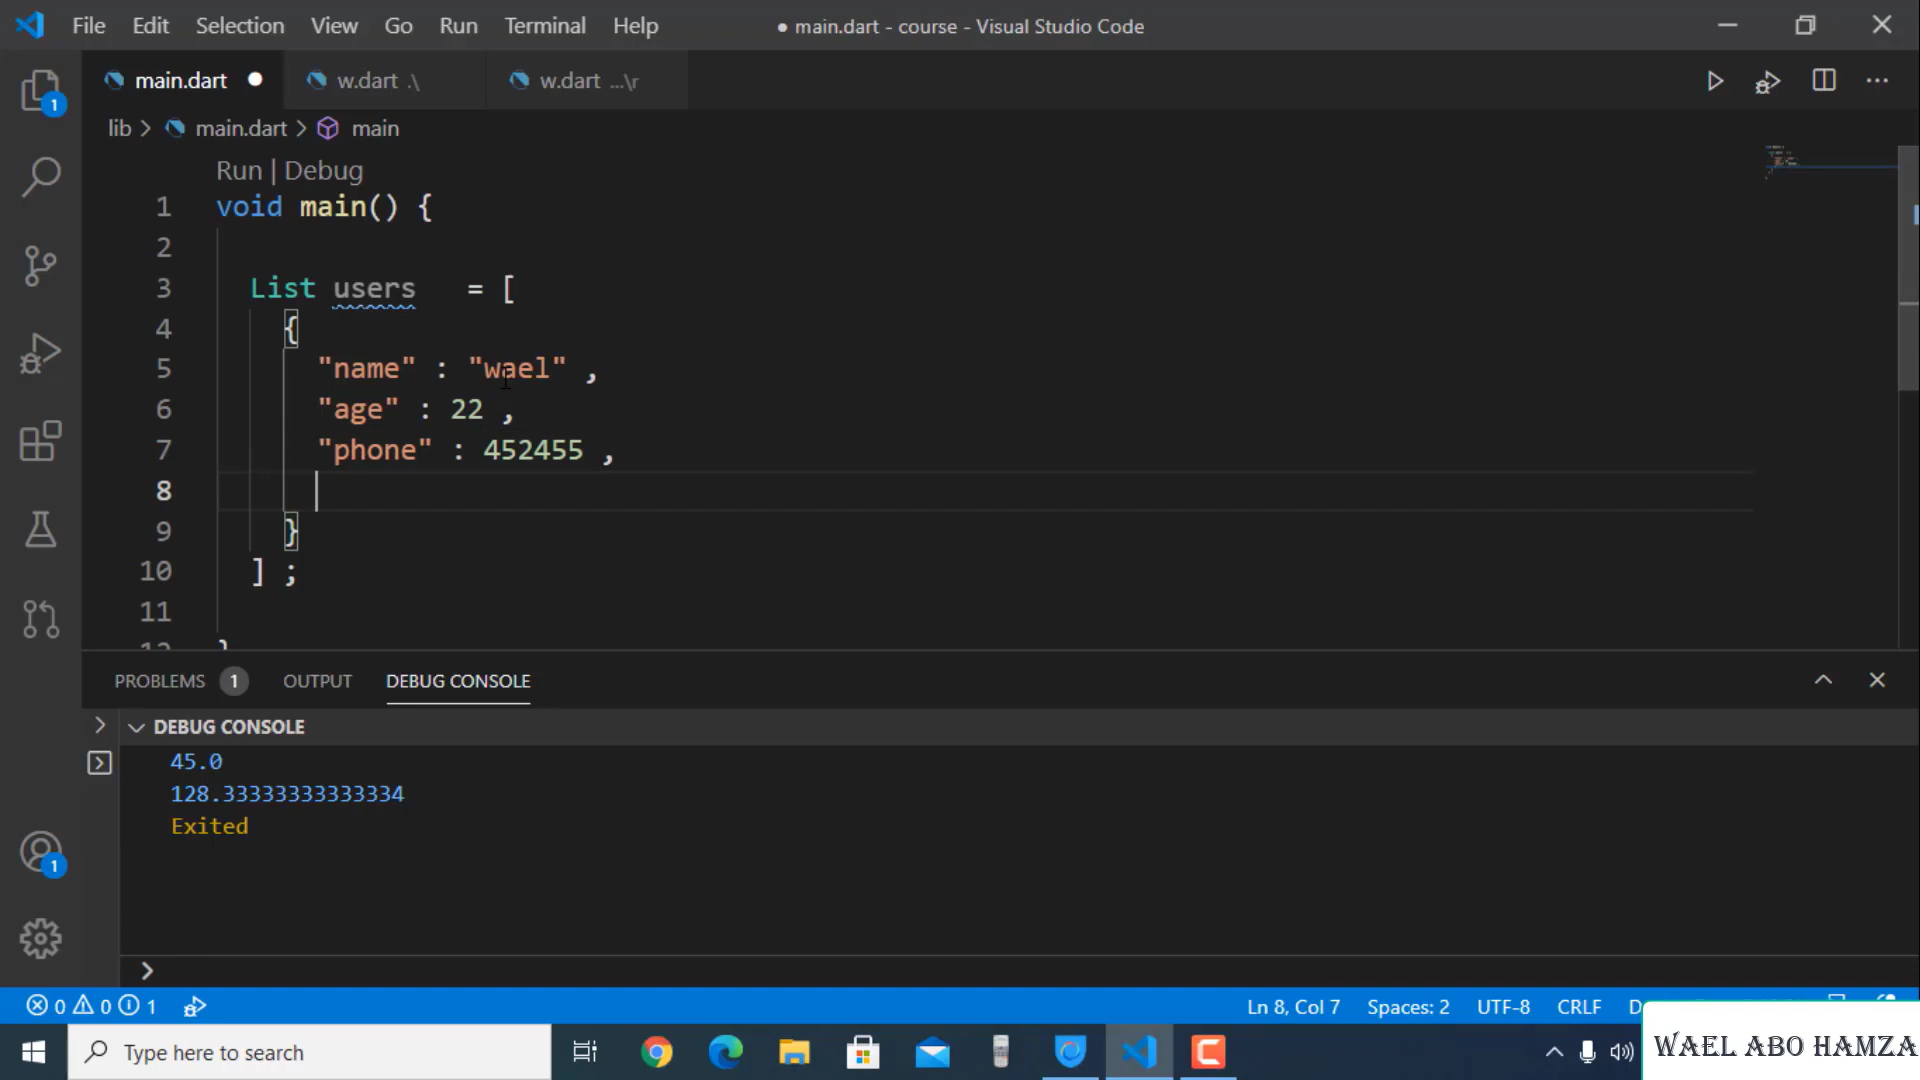 File Edit Selection View Go Run Terminal Help ● main.dart - course - Visual Studio Code
main.dart ● w.dart .\ w.dart ...\r
lib > main.dart > main
Run | Debug
1 void main() {
2
3 List users = [
4 {
5 "name" : "wael" ,
6 "age" : 22 ,
7 "phone" : 452455 ,
8
9 }
10 ] ;
11
PROBLEMS 1 OUTPUT DEBUG CONSOLE
DEBUG CONSOLE
45.0
128.33333333333334
Exited
1
1
0 0 1 Ln 8, Col 7 Spaces: 2 UTF-8 CRLF
Type here to search
WAEL ABO HAMZA